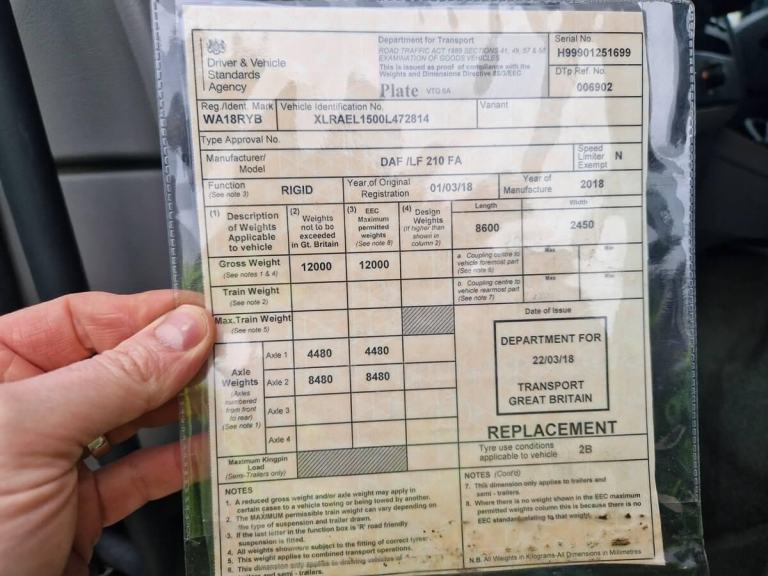 Driver & Vehicle
Standards
Agency
Department for Transport
ROAD TRAFFIC ACT 1988 SECTIONS 41, 49, 57 & 58
EXAMINATION OF GOODS VEHICLES
This is issued as proof of compliance with the
Weights and Dimensions Directive 85/3/EEC
Plate VTG 6A
Serial No.
H99901251699
DTp Ref. No.
006902
Reg./Ident. Mark
WA18RYB
Vehicle Identification No.
XLRAEL1500L472814
Variant
Type Approval No.
Manufacturer/
Model
DAF /LF 210 FA
Speed
Limiter
Exempt
N
Function
(See note 3)
RIGID
Year of Original
Registration
01/03/18
Year of
Manufacture
2018
(1) Description
of Weights
Applicable
to vehicle
(2) Weights
not to be
exceeded
in Gt. Britain
(3) EEC
Maximum
permitted
weights
(See note 8)
(4) Design
Weights
(if higher than
shown in
column 2)
Length
8600
Width
2450
Gross Weight
(See notes 1 & 4)
12000
12000
a. Coupling centre to
vehicle foremost part
(See note 6)
Max
Min
Train Weight
(See note 2)
b. Coupling centre to
vehicle rearmost part
(See note 7)
Max
Min
Max.Train Weight
(See note 5)
Axle
Weights
(Axles
numbered
from front
to rear)
(See note 1)
Axle 1
4480
4480
Axle 2
8480
8480
Axle 3
Axle 4
Maximum Kingpin
Load
(Semi-Trailers only)
Date of Issue
DEPARTMENT FOR
22/03/18
TRANSPORT
GREAT BRITAIN
REPLACEMENT
Tyre use conditions
applicable to vehicle
2B
NOTES
1. A reduced gross weight and/or axle weight may apply in
certain cases to a vehicle towing or being towed by another.
2. The MAXIMUM permissible train weight can vary depending on
the type of suspension and trailer drawn.
3. If the last letter in the function box is 'R' road friendly
suspension is fitted.
4. All weights shown are subject to the fitting of correct tyres.
5. This weight applies to combined transport operations.
6. This dimension only applies to drawing vehicles of
trailers and semi - trailers.
NOTES (Cont'd)
7. This dimension only applies to trailers and
semi - trailers.
8. Where there is no weight shown in the EEC maximum
permitted weights column this is because there is no
EEC standard relating to that weight.
N.B. All Weights in Kilograms-All Dimensions in Millimetres